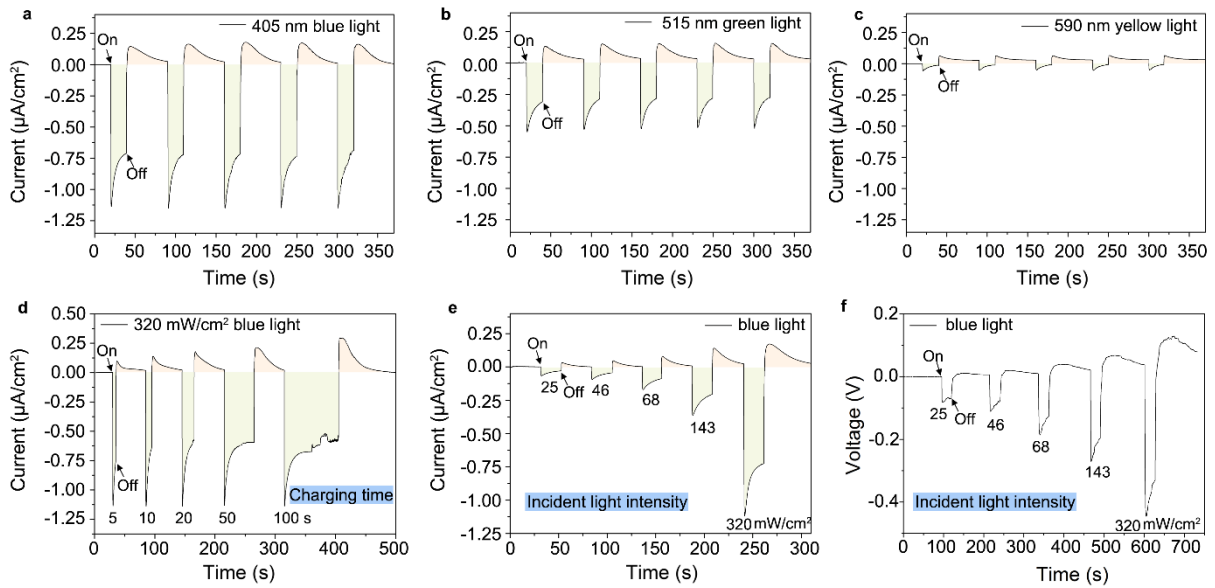 a
405 nm blue light
On
Off
Current (µA/cm²)
0.25
0.00
-0.25
-0.50
-0.75
-1.00
-1.25
0 50 100 150 200 250 300 350
Time (s)
b
515 nm green light
On
Off
Current (µA/cm²)
0.25
0.00
-0.25
-0.50
-0.75
-1.00
-1.25
0 50 100 150 200 250 300 350
Time (s)
c
590 nm yellow light
On
Off
Current (µA/cm²)
0.25
0.00
-0.25
-0.50
-0.75
-1.00
-1.25
0 50 100 150 200 250 300 350
Time (s)
d
320 mW/cm² blue light
On
Off
Charging time
5 10 20 50 100 s
Current (µA/cm²)
0.50
0.25
0.00
-0.25
-0.50
-0.75
-1.00
-1.25
0 100 200 300 400 500
Time (s)
e
blue light
On
25 Off 46 68 143
Incident light intensity
320 mW/cm²
Current (µA/cm²)
0.50
0.25
0.00
-0.25
-0.50
-0.75
-1.00
0 50 100 150 200 250 300
Time (s)
f
blue light
On
25 Off 46 68 143
Incident light intensity
320 mW/cm²
Voltage (V)
0.2
0.0
-0.2
-0.4
0 100 200 300 400 500 600 700
Time (s)